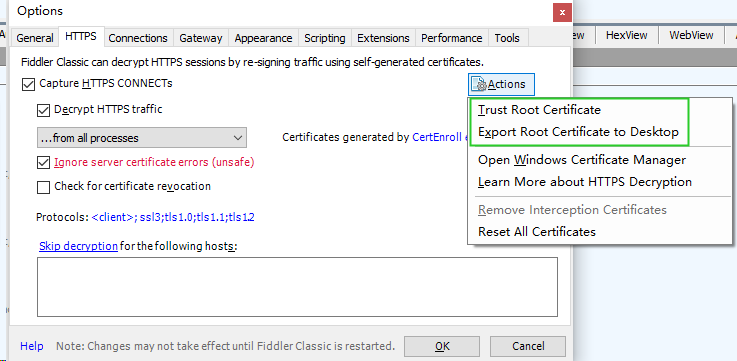 Options
x
General HTTPS Connections Gateway Appearance Scripting Extensions Performance Tools
HexView WebView
Fiddler Classic can decrypt HTTPS sessions by re-signing traffic using self-generated certificates.
Capture HTTPS CONNECTs
Actions
Decrypt HTTPS traffic
Trust Root Certificate
Export Root Certificate to Desktop
...from all processes
Certificates generated by CertEnroll
Open Windows Certificate Manager
Ignore server certificate errors (unsafe)
Learn More about HTTPS Decryption
Check for certificate revocation
Remove Interception Certificates
Protocols: <client>; ssl3;tls1.0;tls1.1;tls1.2
Reset All Certificates
Skip decryption for the following hosts:
Help Note: Changes may not take effect until Fiddler Classic is restarted. OK Cancel